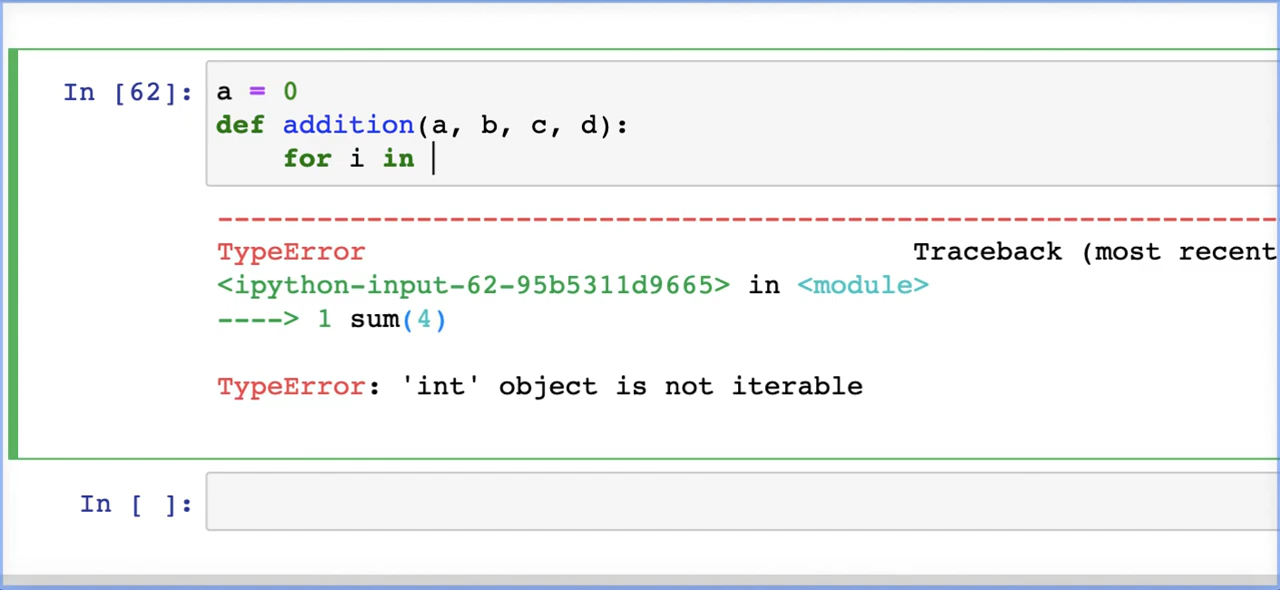 In [62]: a = 0
def addition(a, b, c, d):
    for i in
---------------------------------------------------------------
TypeError Traceback (most recent
<ipython-input-62-95b5311d9665> in <module>
----> 1 sum(4)
TypeError: 'int' object is not iterable
In [ ]: